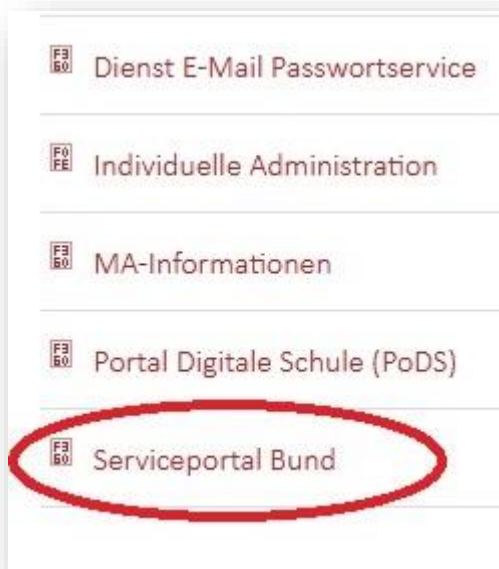 Dienst E-Mail Passwortservice
Individuelle Administration
MA-Informationen
Portal Digitale Schule (PoDS)
Serviceportal Bund